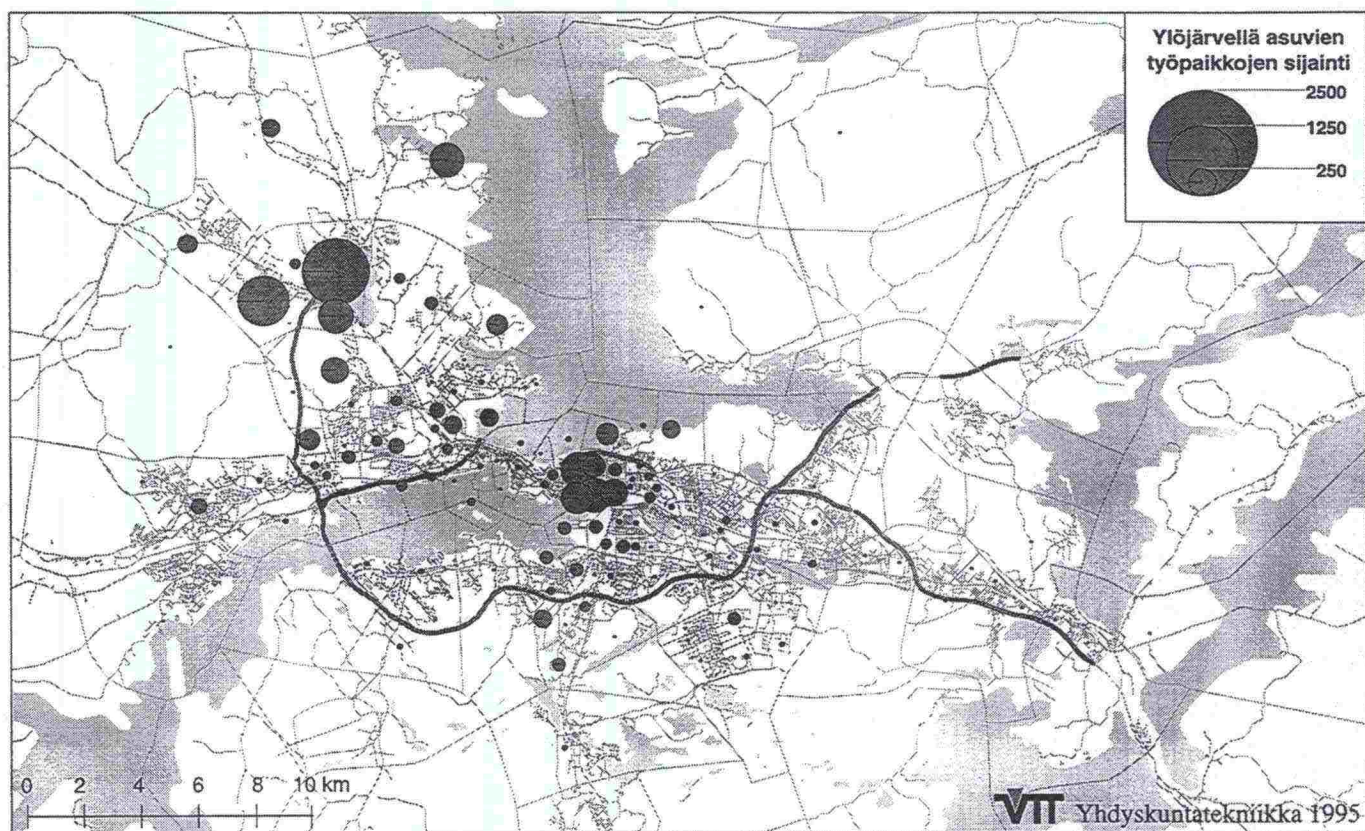 Ylöjärvellä asuvien
työpaikkojen sijainti
2500
1250
250
0 2 4 6 8 10 km
VTT Yhdyskuntatekniikka 1995